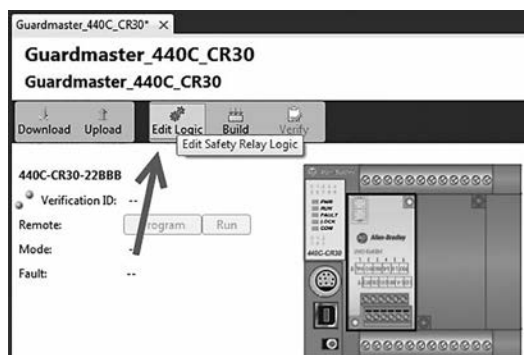 Guardmaster_440C_CR30*
Guardmaster_440C_CR30
Guardmaster_440C_CR30
Download Upload Edit Logic Build Verify
Edit Safety Relay Logic
440C-CR30-22BBB
Verification ID: --
Remote: Program Run
Mode:
Fault: --
PWR
RUN
FAULT
LOCK
COM
440C-CR30
Allen-Bradley